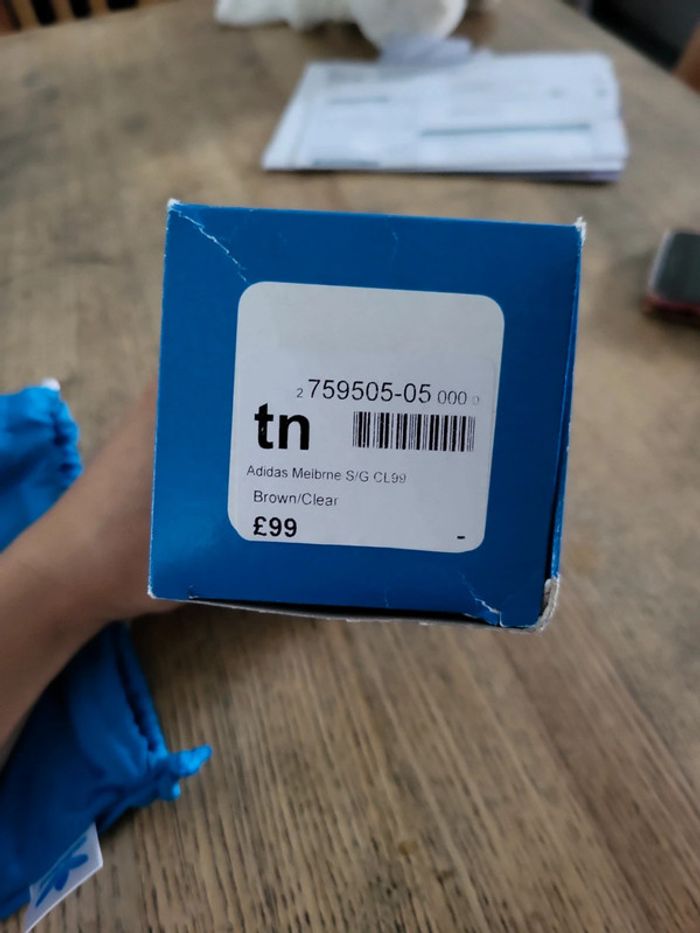 2 759505-05 000 0
tn
Adidas Melbrne S/G CL99
Brown/Clear
£99
-